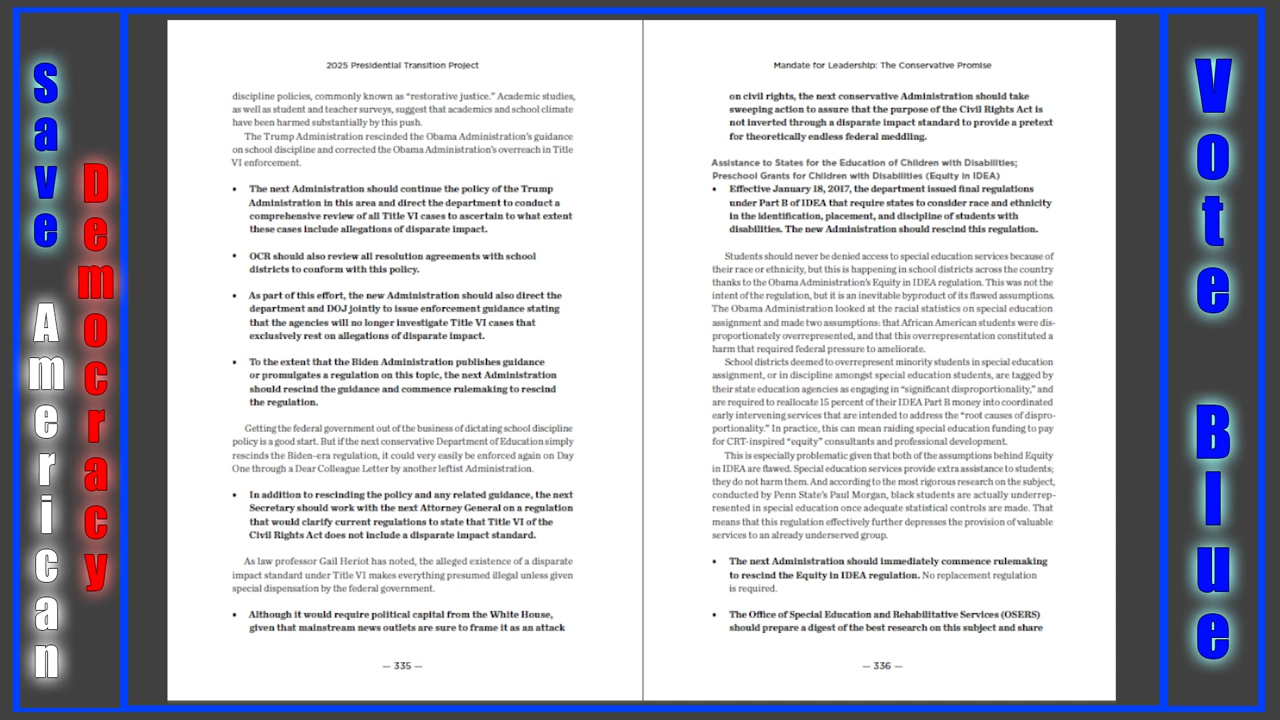 Save American
Democracy
2025 Presidential Transition Project
discipline policies, commonly known as “restorative justice.” Academic studies,
as well as student and teacher surveys, suggest that academics and school climate
have been harmed substantially by this push.
The Trump Administration rescinded the Obama Administration’s guidance
on school discipline and corrected the Obama Administration’s overreach in Title
VI enforcement.
• The next Administration should continue the policy of the Trump
Administration in this area and direct the department to conduct a
comprehensive review of all Title VI cases to ascertain to what extent
these cases include allegations of disparate impact.
• OCR should also review all resolution agreements with school
districts to conform with this policy.
• As part of this effort, the new Administration should also direct the
department and DOJ jointly to issue enforcement guidance stating
that the agencies will no longer investigate Title VI cases that
exclusively rest on allegations of disparate impact.
• To the extent that the Biden Administration publishes guidance
or promulgates a regulation on this topic, the next Administration
should rescind the guidance and commence rulemaking to rescind
the regulation.
Getting the federal government out of the business of dictating school discipline
policy is a good start. But if the next conservative Department of Education simply
rescinds the Biden-era regulation, it could very easily be enforced again on Day
One through a Dear Colleague Letter by another leftist Administration.
• In addition to rescinding the policy and any related guidance, the next
Secretary should work with the next Attorney General on a regulation
that would clarify current regulations to state that Title VI of the
Civil Rights Act does not include a disparate impact standard.
As law professor Gail Heriot has noted, the alleged existence of a disparate
impact standard under Title VI makes everything presumed illegal unless given
special dispensation by the federal government.
• Although it would require political capital from the White House,
given that mainstream news outlets are sure to frame it as an attack
— 335 —
Mandate for Leadership: The Conservative Promise
on civil rights, the next conservative Administration should take
sweeping action to assure that the purpose of the Civil Rights Act is
not inverted through a disparate impact standard to provide a pretext
for theoretically endless federal meddling.
Assistance to States for the Education of Children with Disabilities;
Preschool Grants for Children with Disabilities (Equity in IDEA)
• Effective January 18, 2017, the department issued final regulations
under Part B of IDEA that require states to consider race and ethnicity
in the identification, placement, and discipline of students with
disabilities. The new Administration should rescind this regulation.
Students should never be denied access to special education services because of
their race or ethnicity, but this is happening in school districts across the country
thanks to the Obama Administration’s Equity in IDEA regulation. This was not the
intent of the regulation, but it is an inevitable byproduct of its flawed assumptions.
The Obama Administration looked at the racial statistics on special education
assignment and made two assumptions: that African American students were dis-
proportionately overrepresented, and that this overrepresentation constituted a
harm that required federal pressure to ameliorate.
School districts deemed to overrepresent minority students in special education
assignment, or in discipline amongst special education students, are tagged by
their state education agencies as engaging in “significant disproportionality,” and
are required to reallocate 15 percent of their IDEA Part B money into coordinated
early intervening services that are intended to address the “root causes of dispro-
portionality.” In practice, this can mean raiding special education funding to pay
for CRT-inspired “equity” consultants and professional development.
This is especially problematic given that both of the assumptions behind Equity
in IDEA are flawed. Special education services provide extra assistance to students;
they do not harm them. And according to the most rigorous research on the subject,
conducted by Penn State’s Paul Morgan, black students are actually underrep-
resented in special education once adequate statistical controls are made. That
means that this regulation effectively further depresses the provision of valuable
services to an already underserved group.
• The next Administration should immediately commence rulemaking
to rescind the Equity in IDEA regulation. No replacement regulation
is required.
• The Office of Special Education and Rehabilitative Services (OSERS)
should prepare a digest of the best research on this subject and share
— 336 —
Vote Blue